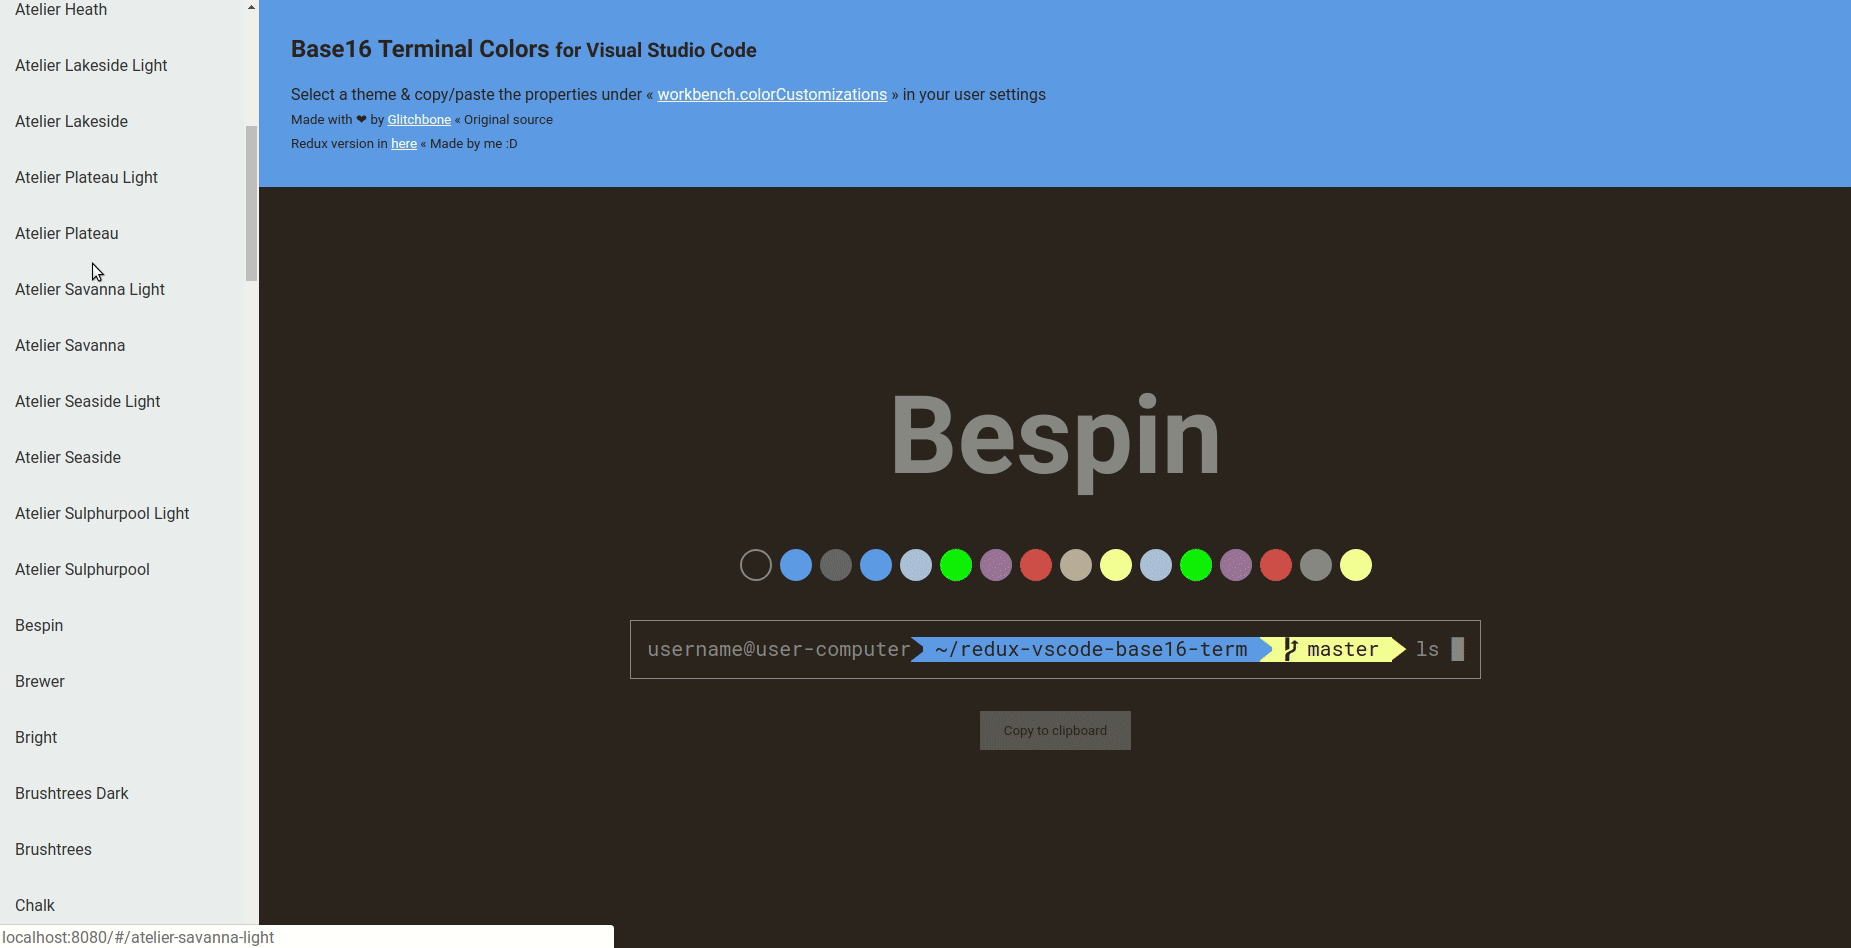 Atelier Heath
Atelier Lakeside Light
Atelier Lakeside
Atelier Plateau Light
Atelier Plateau
Atelier Savanna Light
Atelier Savanna
Atelier Seaside Light
Atelier Seaside
Atelier Sulphurpool Light
Atelier Sulphurpool
Bespin
Brewer
Bright
Brushtrees Dark
Brushtrees
Chalk
localhost:8080/#/atelier-savanna-light
Base16 Terminal Colors for Visual Studio Code
Select a theme & copy/paste the properties under « workbench.colorCustomizations » in your user settings
Made with ❤ by Glitchbone « Original source
Redux version in here « Made by me :D
Bespin
username@user-computer ~/redux-vscode-base16-term master ls
Copy to clipboard